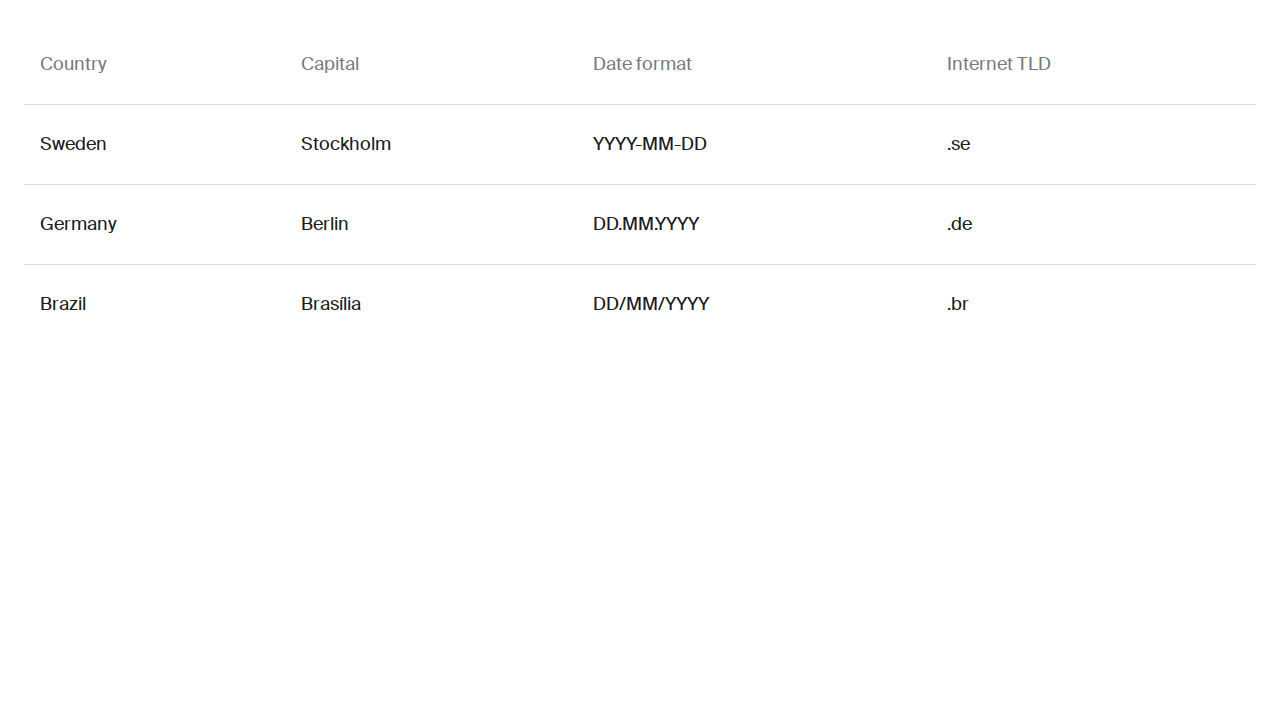 Country Capital Date format Internet TLD
Sweden Stockholm YYYY-MM-DD .se
Germany Berlin DD.MM.YYYY .de
Brazil Brasília DD/MM/YYYY .br